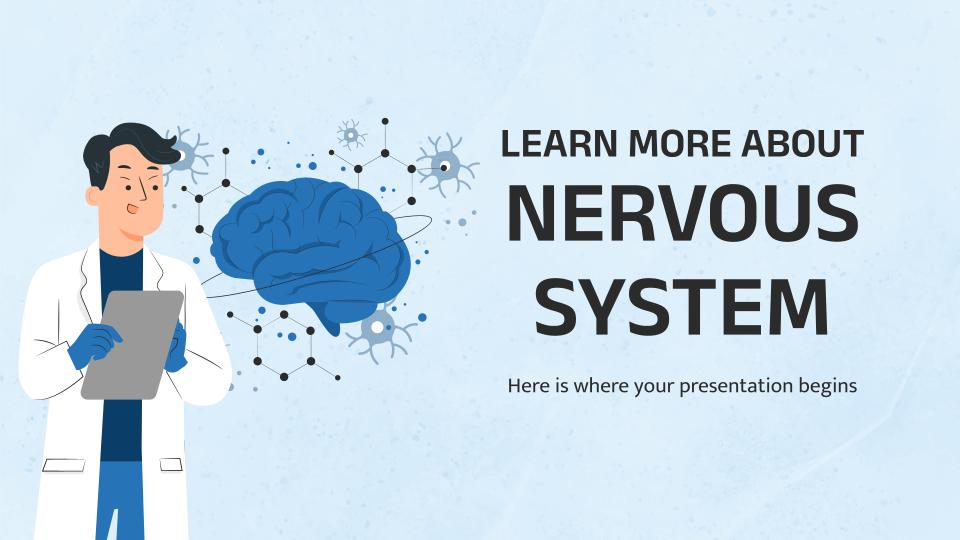 LEARN MORE ABOUT
NERVOUS
SYSTEM
Here is where your presentation begins